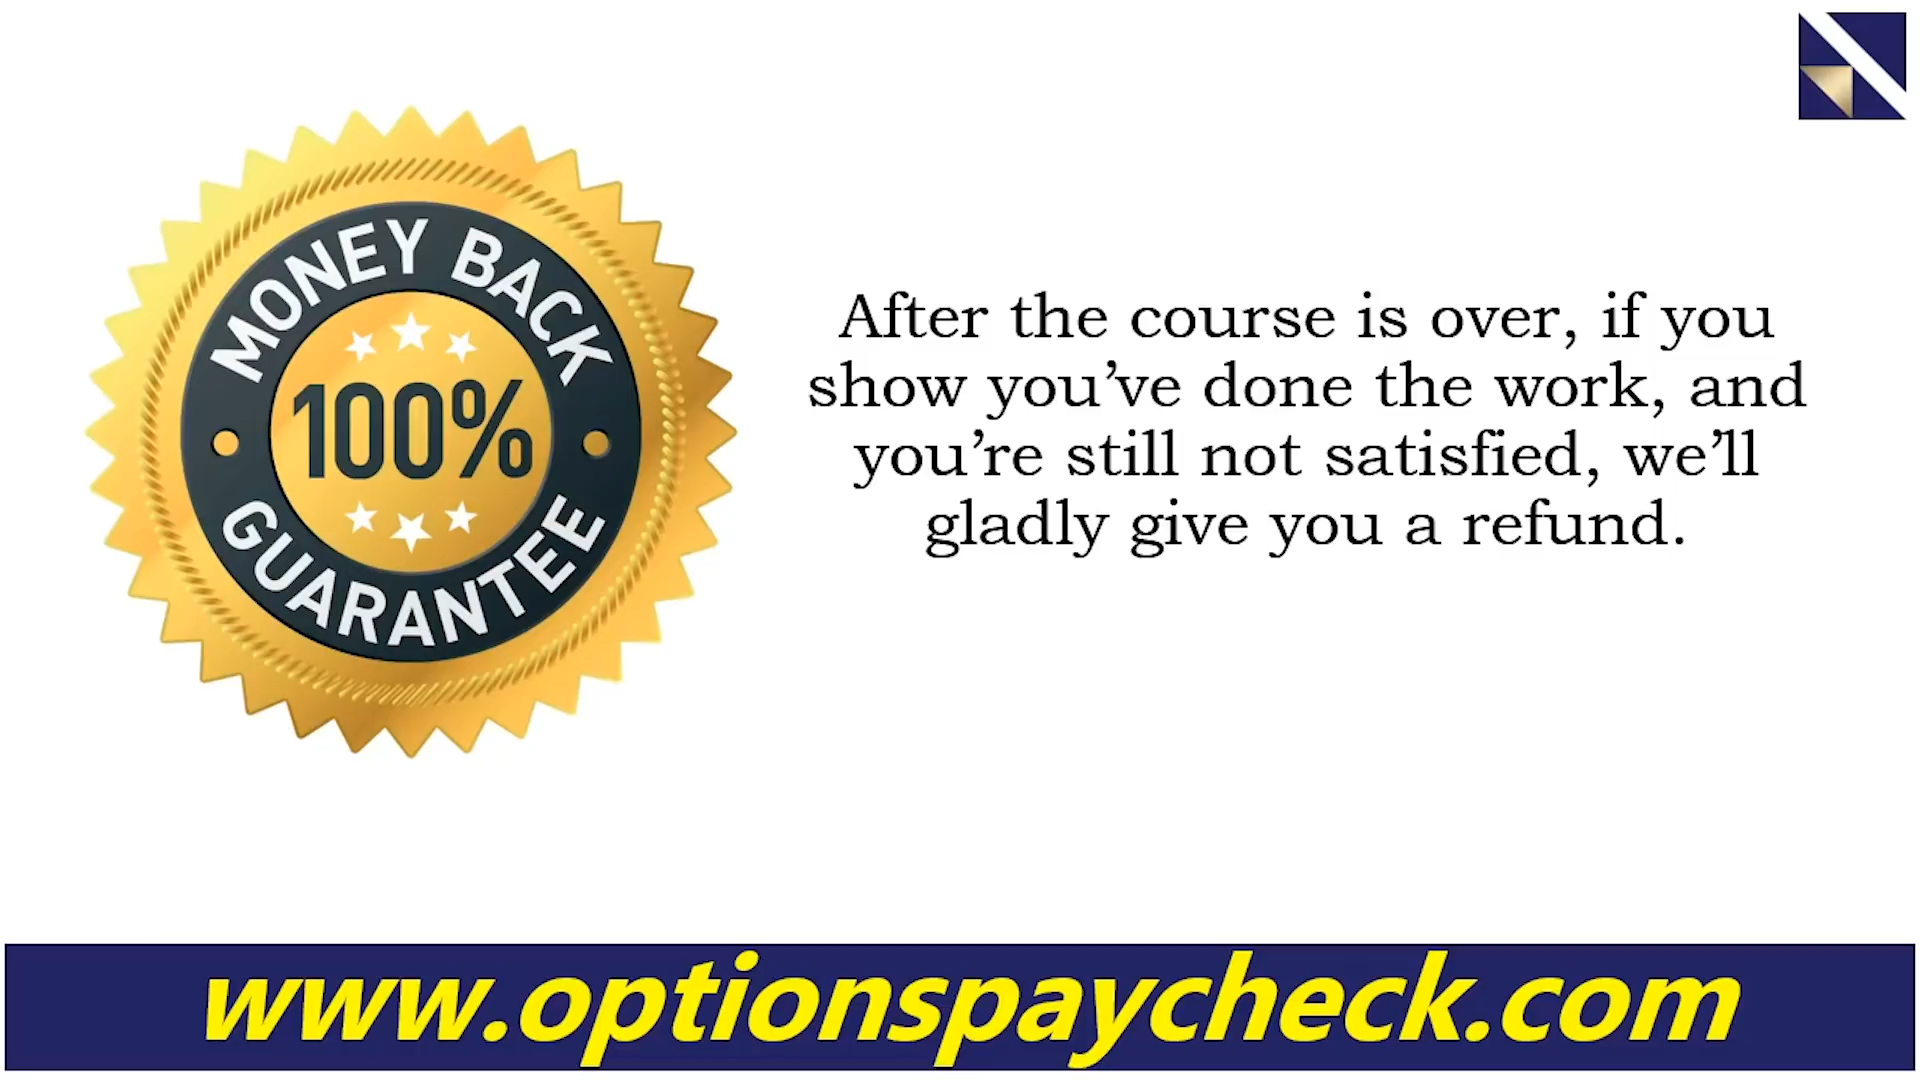 MONEY BACK
100%
GUARANTEE
After the course is over, if you
show you’ve done the work, and
you’re still not satisfied, we’ll
gladly give you a refund.
www.optionspaycheck.com